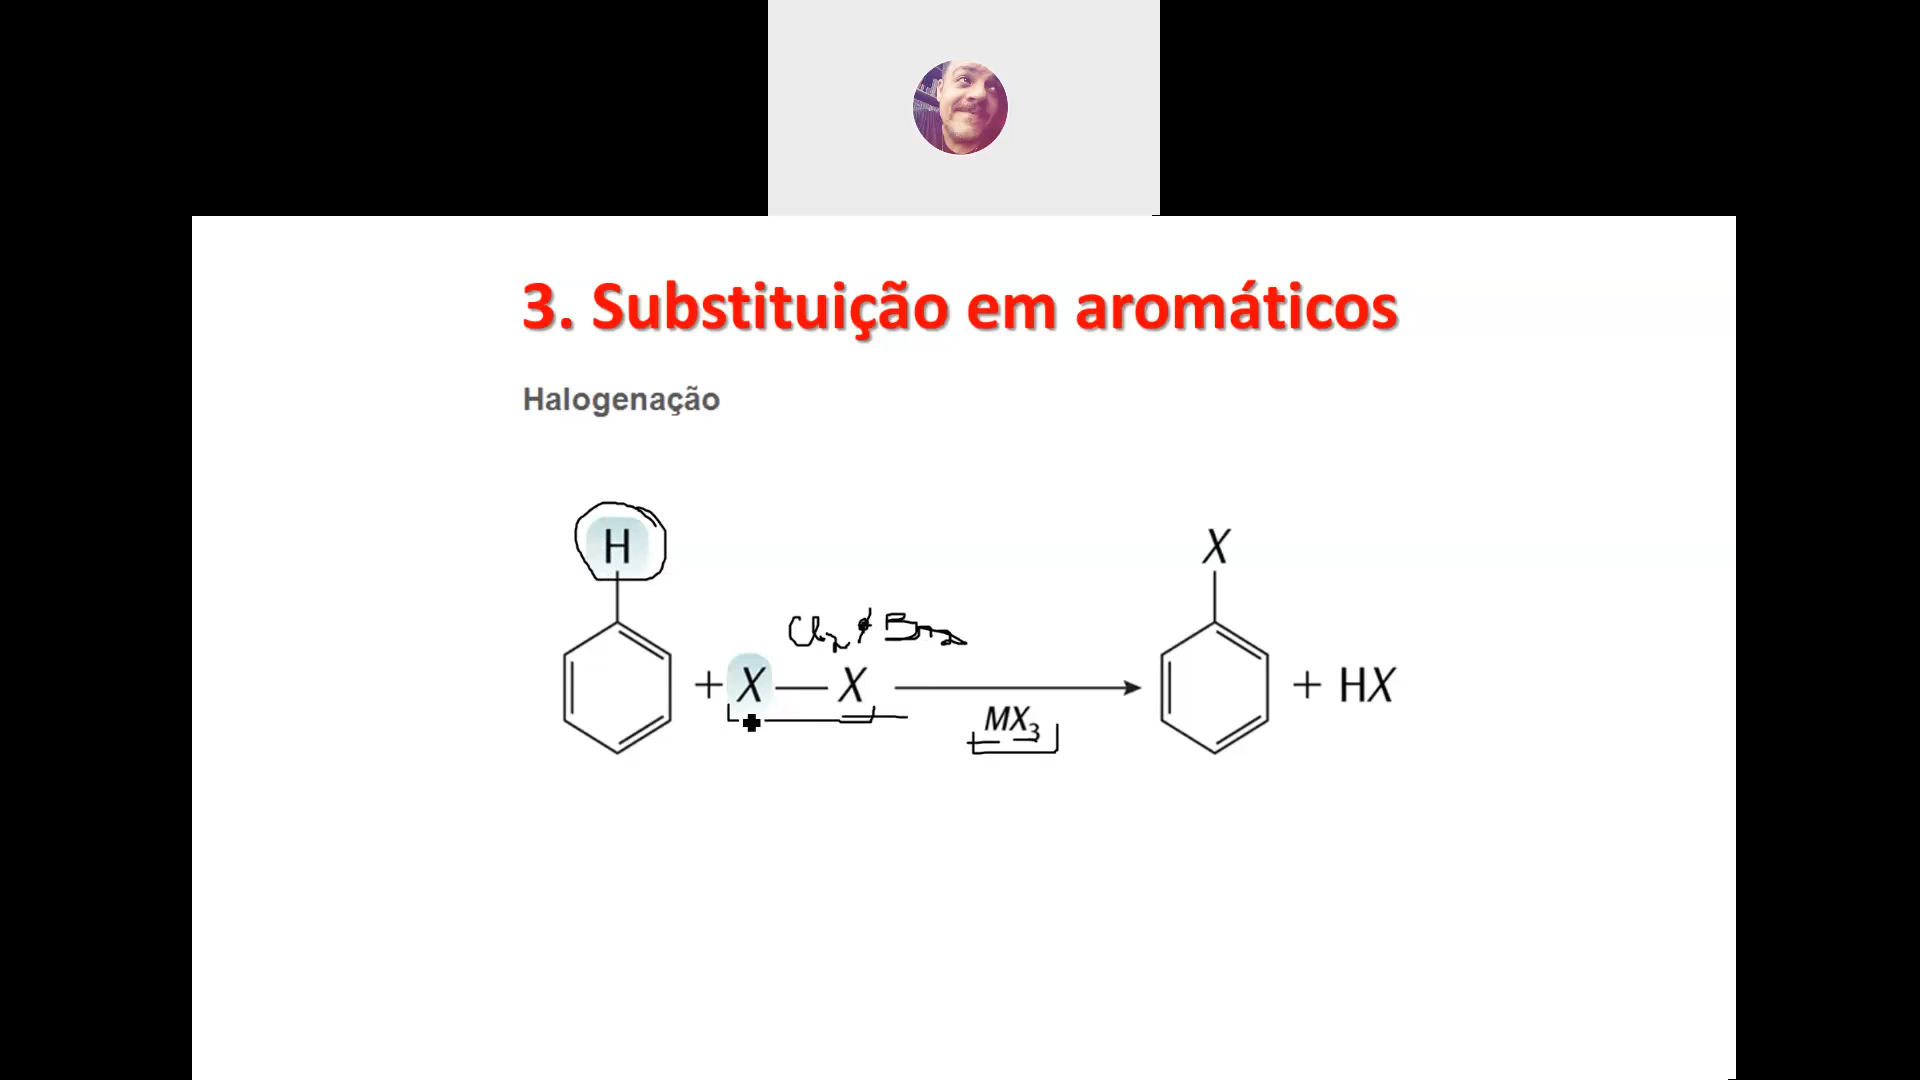 3. Substituição em aromáticos
Halogenação
H
X
Cl₂ Br₂
+ X — X
MX₃
+ HX